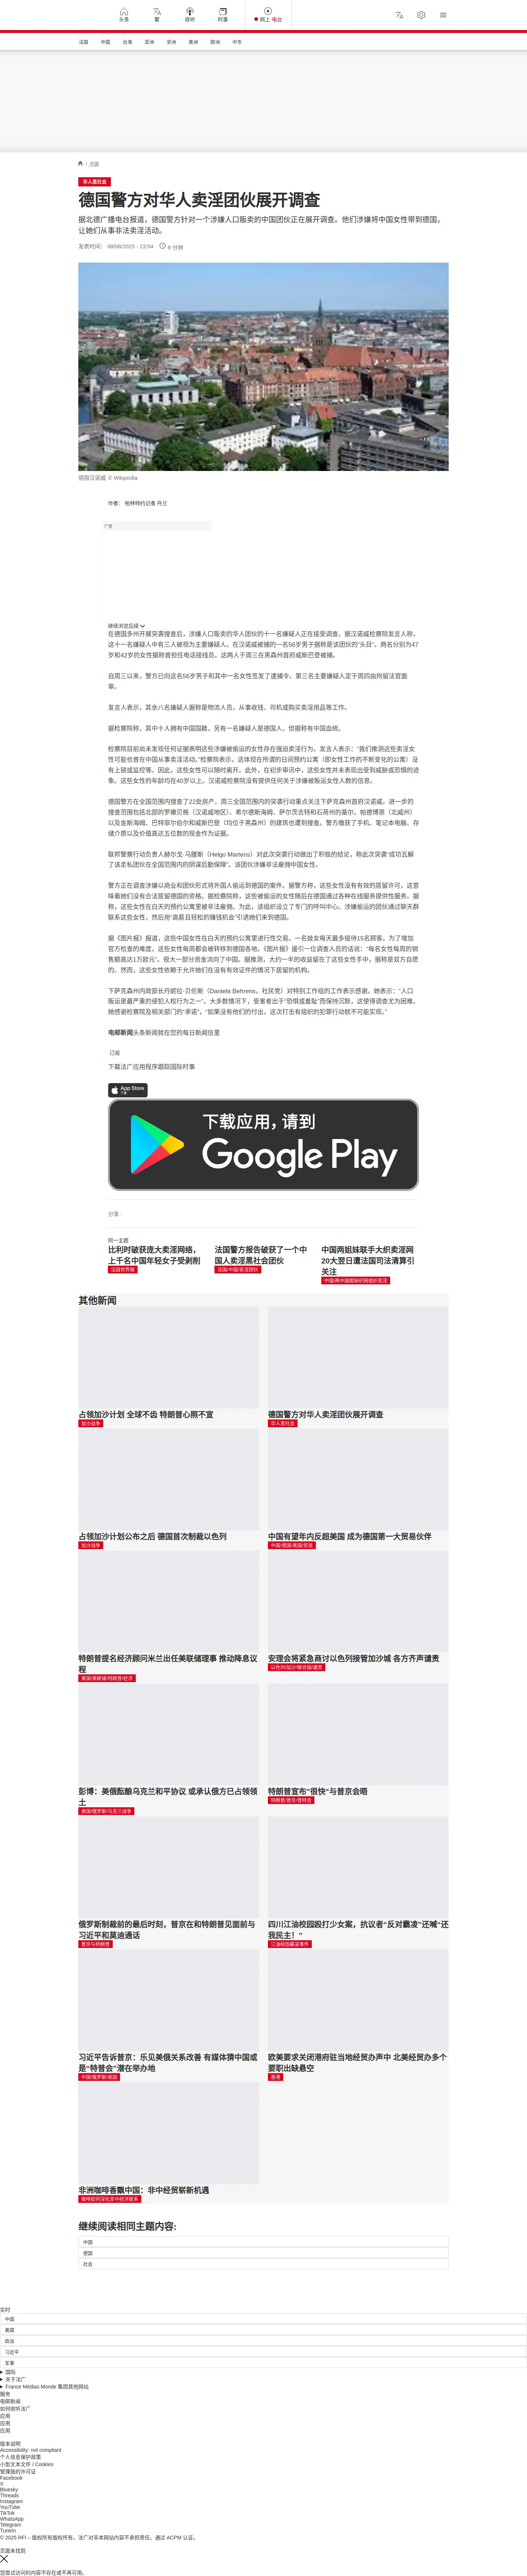 头条
繁
收听
时事
网上 电台
法国
中国
台海
亚洲
非洲
美洲
欧洲
中东
/ 中国
华人黑社会
德国警方对华人卖淫团伙展开调查
据北德广播电台报道，德国警方针对一个涉嫌人口贩卖的中国团伙正在展开调查。他们涉嫌将中国女性带到德国，
让她们从事非法卖淫活动。
发表时间： 08/08/2025 - 23:54
6 分钟
德国汉诺威 © Wikipedia
作者： 柏林特约记者 丹兰
广告
继续浏览后续
在德国多州开展突袭搜查后，涉嫌人口贩卖的华人团伙的十一名嫌疑人正在接受调查。据汉诺威检察院发言人称，
这十一名嫌疑人中有三人被视为主要嫌疑人。在汉诺威被捕的一名56岁男子据称是该团伙的“头目”。两名分别为47
岁和42岁的女性据称曾担任电话接线员。这两人于周三在黑森州首府威斯巴登被捕。
自周三以来，警方已向这名56岁男子和其中一名女性签发了逮捕令。第三名主要嫌疑人定于周四由拘留法官面
审。
发言人表示，其余八名嫌疑人据称是物流人员，从事收钱、司机或购买卖淫用品等工作。
据检察院称，其中十人拥有中国国籍，另有一名嫌疑人是德国人，但据称有中国血统。
检察院目前尚未发现任何证据表明这些涉嫌被偷运的女性存在强迫卖淫行为。发言人表示：“我们推测这些卖淫女
性可能也曾在中国从事卖淫活动。”检察院表示，这体现在所谓的日间预约公寓（即女性工作的不断变化的公寓）没
有上锁或监控等。因此，这些女性可以随时离开。此外，在初步审讯中，这些女性并未表现出受到威胁或恐惧的迹
象。这些女性的年龄均在40岁以上。汉诺威检察院没有提供任何关于涉嫌被贩运女性人数的信息。
德国警方在全国范围内搜查了22处房产。周三全国范围内的突袭行动重点关注下萨克森州首府汉诺威。进一步的
搜查范围包括北部的罗腊贝格（汉诺威地区）、希尔德斯海姆、萨尔茨吉特和石荷州的基尔。帕德博恩（北威州）
以及金斯海姆、巴特菲尔伯尔和威斯巴登（均位于黑森州）的建筑也遭到搜查。警方缴获了手机、笔记本电脑、存
储介质以及价值高达五位数的现金作为证据。
联邦警察行动负责人赫尔戈·马滕斯（Helgo Martens）对此次突袭行动做出了积极的结论，称此次突袭“成功瓦解
了该走私团伙在全国范围内的阴谋后勤保障”。该团伙涉嫌非法雇佣中国女性。
警方正在调查涉嫌以商业和团伙形式将外国人偷运到德国的案件。据警方称，这些女性没有有效的居留许可，这意
味着她们没有合法居留德国的资格。据检察院称，这些被偷运的女性随后在德国通过各种在线服务提供性服务。据
称，这些女性在白天的预约公寓里被非法雇佣。为此，该组织设立了专门的呼叫中心。涉嫌偷运的团伙通过聊天群
联系这些女性，然后用“高薪且轻松的赚钱机会”引诱她们来到德国。
据《图片报》报道，这些中国女性在白天的预约公寓里进行性交易。一名妓女每天最多接待15名顾客。为了增加
官方检查的难度，这些女性每周都会被转移到德国各地。《图片报》援引一位调查人员的话说：“每名女性每周的销
售额高达1万欧元”。很大一部分资金流向了中国。据推测，大约一半的收益留在了这些女性手中，据称是双方自愿
的。然而，这些女性依赖于允许她们在没有有效证件的情况下居留的机构。
下萨克森州内政部长丹妮拉·贝伦斯（Daniela Behrens，社民党）对特别工作组的工作表示感谢。她表示：“人口
贩运是最严重的侵犯人权行为之一”。大多数情况下，受害者出于“恐惧或羞耻”而保持沉默，这使得调查尤为困难。
她感谢检察院及相关部门的“承诺”，“如果没有他们的付出，这次打击有组织的犯罪行动就不可能实现。”
电邮新闻头条新闻就在您的每日新闻信里
订阅
下载法广应用程序跟踪国际时事
App Store
下载
下载应用，请到
Google Play
分享 :
同一主题
比利时破获庞大卖淫网络，
上千名中国年轻女子受剥削
法国世界报
法国警方报告破获了一个中
国人卖淫黑社会团伙
法国/中国/卖淫团伙
中国两姐妹联手大织卖淫网
20大翌日遭法国司法清算引
关注
中国/两中国姐妹织网组织卖淫
其他新闻
占领加沙计划 全球不齿 特朗普心照不宣
加沙战争
德国警方对华人卖淫团伙展开调查
华人黑社会
占领加沙计划公布之后 德国首次制裁以色列
加沙战争
中国有望年内反超美国 成为德国第一大贸易伙伴
中国/德国/美国/贸易
特朗普提名经济顾问米兰出任美联储理事 推动降息议
程
美国/美联储/特朗普/经济
安理会将紧急商讨以色列接管加沙城 各方齐声谴责
以色列/加沙/联合国/谴责
彭博：美俄酝酿乌克兰和平协议 或承认俄方已占领领
土
美国/俄罗斯/乌克兰战争
特朗普宣布“很快”与普京会晤
特朗普/普京/普特会
俄罗斯制裁前的最后时刻，普京在和特朗普见面前与
习近平和莫迪通话
普京与特朗普
四川江油校园殴打少女案，抗议者“反对霸凌”还喊“还
我民主！”
江油校园霸凌事件
习近平告诉普京：乐见美俄关系改善 有媒体猜中国或
是“特普会”潜在举办地
中国/俄罗斯/美国
欧美要求关闭港府驻当地经贸办声中 北美经贸办多个
要职出缺悬空
香港
非洲咖啡香飘中国：非中经贸崭新机遇
咖啡如何深化非中经济联系
继续阅读相同主题内容:
中国
德国
社会
实时
中国
美国
政治
习近平
军事
国际
关于法广
France Médias Monde 集团其他网站
服务
电邮新闻
如何收听法广
应用
应用
应用
版本说明
Accessibility: not compliant
个人信息保护政策
小型文本文件 / Cookies
管理我的许可证
Facebook
X
Bluesky
Threads
Instagram
YouTube
TikTok
WhatsApp
Telegram
TuneIn
© 2025 RFI – 版权所有版权所有。法广对非本网站内容不承担责任。通过 ACPM 认证。
页面未找到
您尝试访问的内容不存在或不再可用。